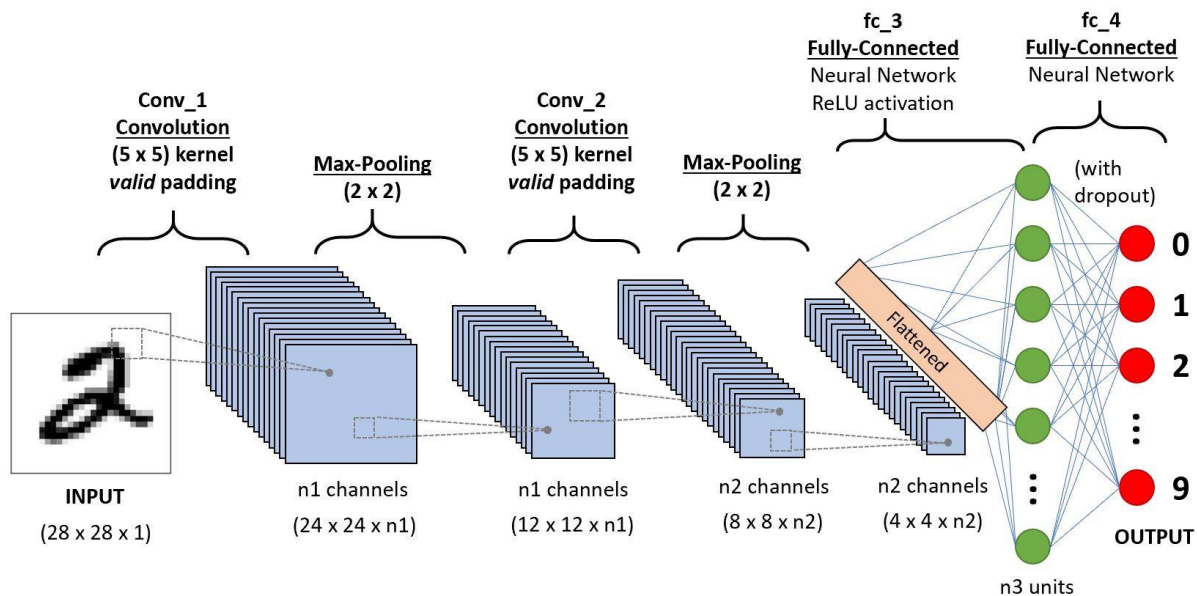 fc_3
Fully-Connected
Neural Network
ReLU activation
fc_4
Fully-Connected
Neural Network
Conv_1
Convolution
(5 x 5) kernel
valid padding
Max-Pooling
(2 x 2)
Conv_2
Convolution
(5 x 5) kernel
valid padding
Max-Pooling
(2 x 2)
(with
dropout)
Flattened
0
1
2
...
9
...
INPUT
(28 x 28 x 1)
n1 channels
(24 x 24 x n1)
n1 channels
(12 x 12 x n1)
n2 channels
(8 x 8 x n2)
n2 channels
(4 x 4 x n2)
OUTPUT
n3 units